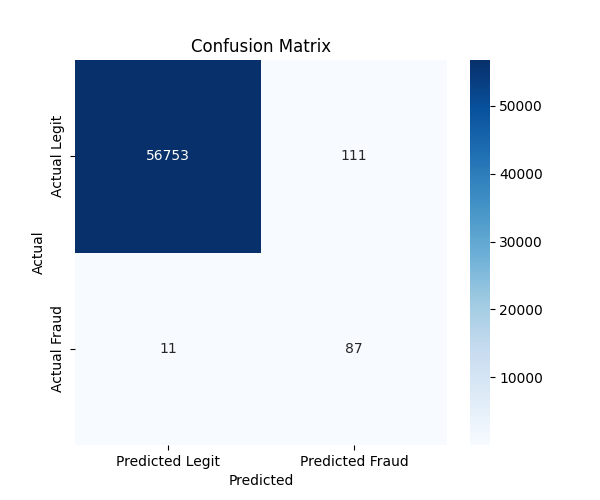 Confusion Matrix
Actual
Actual Legit
Actual Fraud
56753
111
11
87
Predicted Legit
Predicted Fraud
Predicted
50000
40000
30000
20000
10000